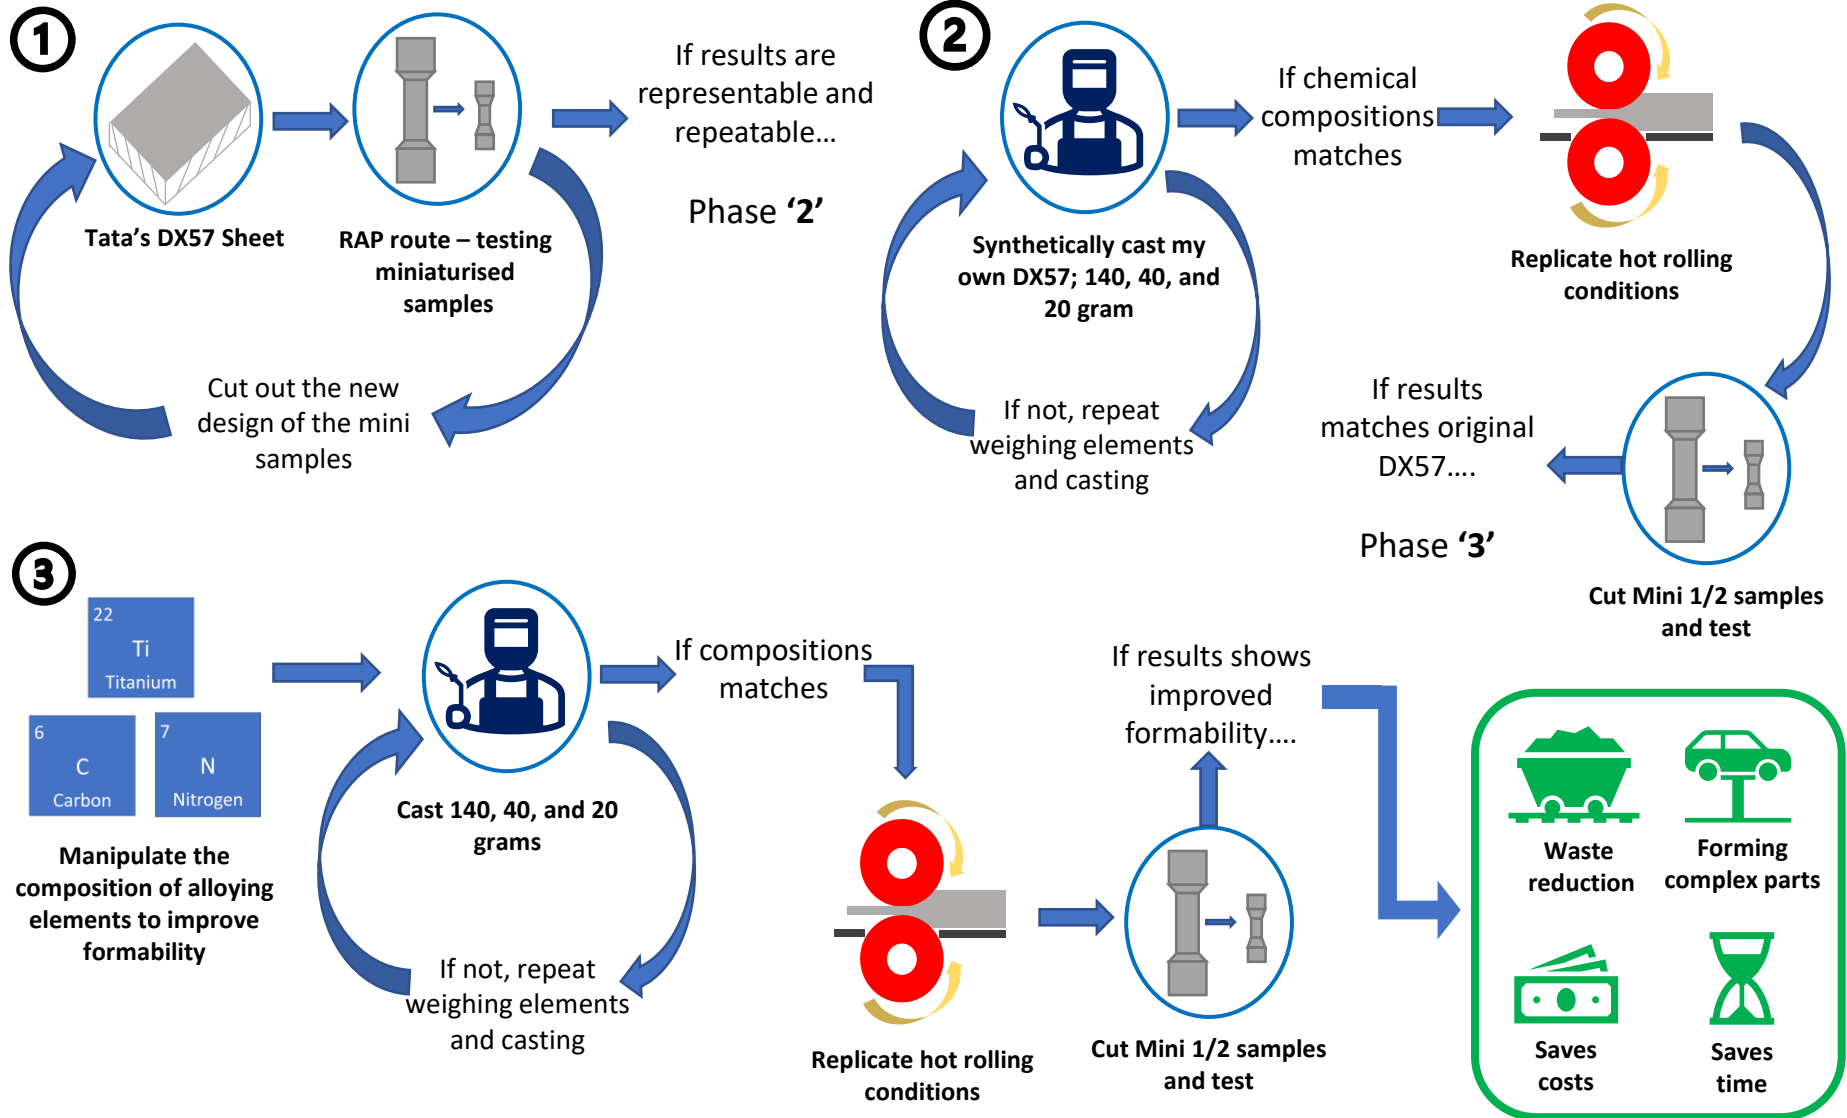 1
Tata's DX57 Sheet
RAP route – testing
miniaturised
samples
If results are
representable and
repeatable...
Phase ‘2’
Cut out the new
design of the mini
samples
2
Synthetically cast my
own DX57; 140, 40, and
20 gram
If chemical
compositions
matches
Replicate hot rolling
conditions
If not, repeat
weighing elements
and casting
If results
matches original
DX57....
Phase ‘3’
Cut Mini 1/2 samples
and test
3
22
Ti
Titanium
6
C
Carbon
7
N
Nitrogen
Manipulate the
composition of alloying
elements to improve
formability
Cast 140, 40, and 20
grams
If compositions
matches
If not, repeat
weighing elements
and casting
Replicate hot rolling
conditions
Cut Mini 1/2 samples
and test
If results shows
improved
formability....
Waste
reduction
Forming
complex parts
Saves
costs
Saves
time